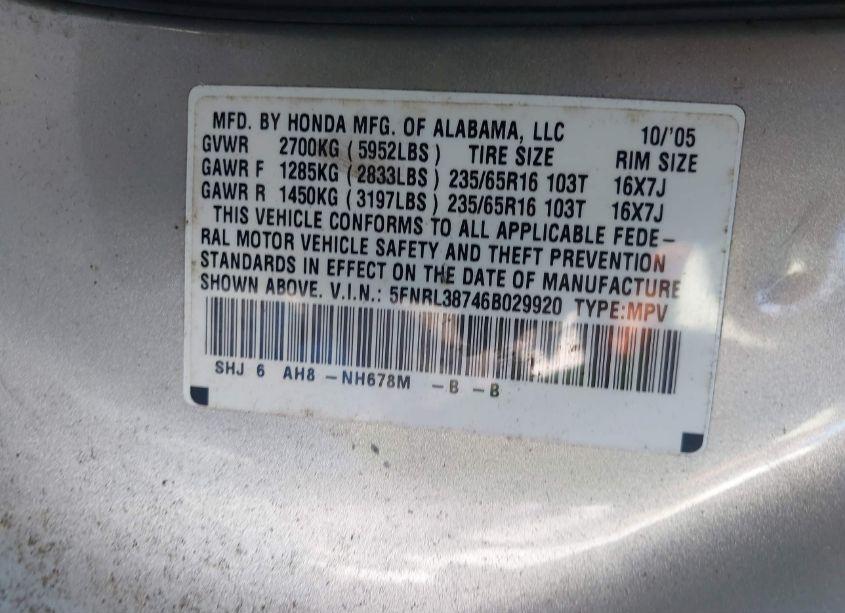 MFD. BY HONDA MFG. OF ALABAMA, LLC 10/'05
GVWR 2700KG ( 5952LBS ) TIRE SIZE RIM SIZE
GAWR F 1285KG ( 2833LBS ) 235/65R16 103T 16X7J
GAWR R 1450KG ( 3197LBS ) 235/65R16 103T 16X7J
THIS VEHICLE CONFORMS TO ALL APPLICABLE FEDE-
RAL MOTOR VEHICLE SAFETY AND THEFT PREVENTION
STANDARDS IN EFFECT ON THE DATE OF MANUFACTURE
SHOWN ABOVE. V.I.N.: 5FNRL38746B029920 TYPE:MPV
SHJ 6 AH8 -NH678M -B -B